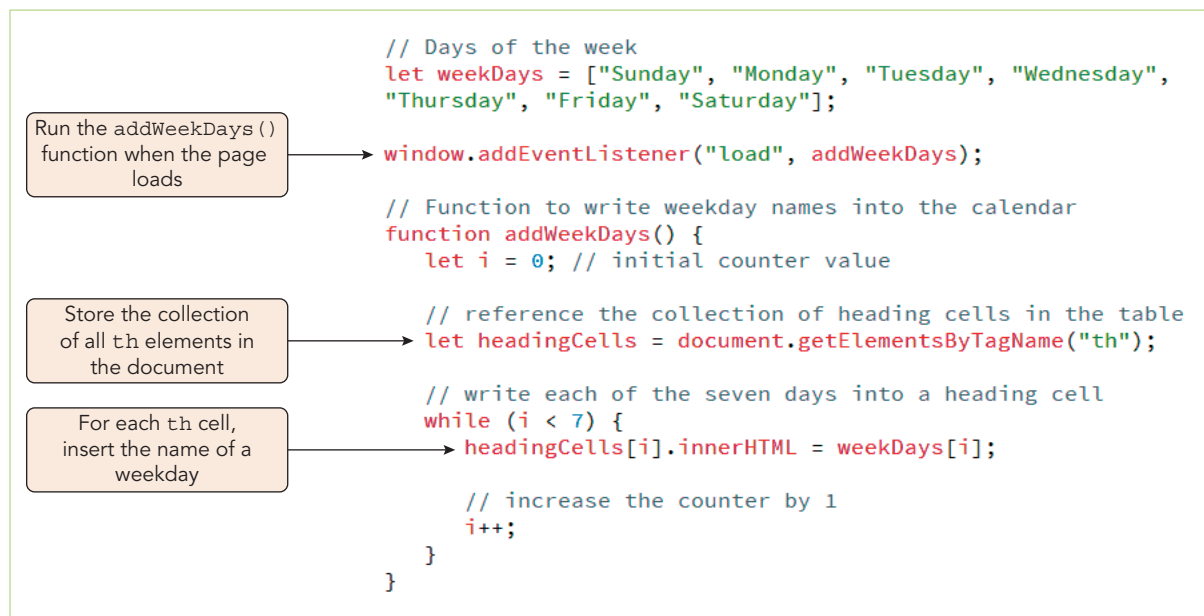 // Days of the week
let weekDays = ["Sunday", "Monday", "Tuesday", "Wednesday",
"Thursday", "Friday", "Saturday"];
Run the addWeekDays()
function when the page
loads
window.addEventListener("load", addWeekDays);
// Function to write weekday names into the calendar
function addWeekDays() {
let i = 0; // initial counter value
Store the collection
of all th elements in
the document
// reference the collection of heading cells in the table
let headingCells = document.getElementsByTagName("th");
// write each of the seven days into a heading cell
while (i < 7) {
For each th cell,
insert the name of a
weekday
headingCells[i].innerHTML = weekDays[i];
// increase the counter by 1
i++;
}
}